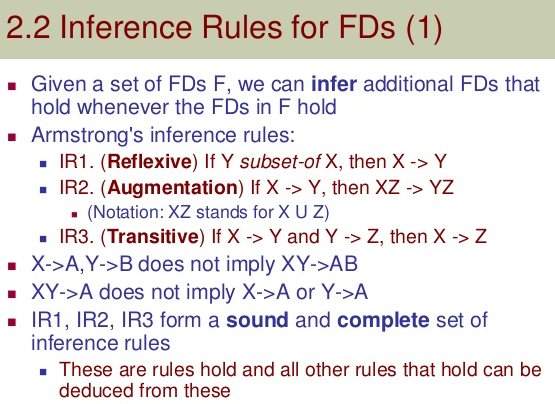 2.2 Inference Rules for FDs (1)
Given a set of FDs F, we can infer additional FDs that
hold whenever the FDs in F hold
Armstrong's inference rules:
IR1. (Reflexive) If Y subset-of X, then X -> Y
IR2. (Augmentation) If X -> Y, then XZ -> YZ
(Notation: XZ stands for X U Z)
IR3. (Transitive) If X -> Y and Y -> Z, then X -> Z
X->A,Y->B does not imply XY->AB
XY->A does not imply X->A or Y->A
IR1, IR2, IR3 form a sound and complete set of
inference rules
These are rules hold and all other rules that hold can be
deduced from these